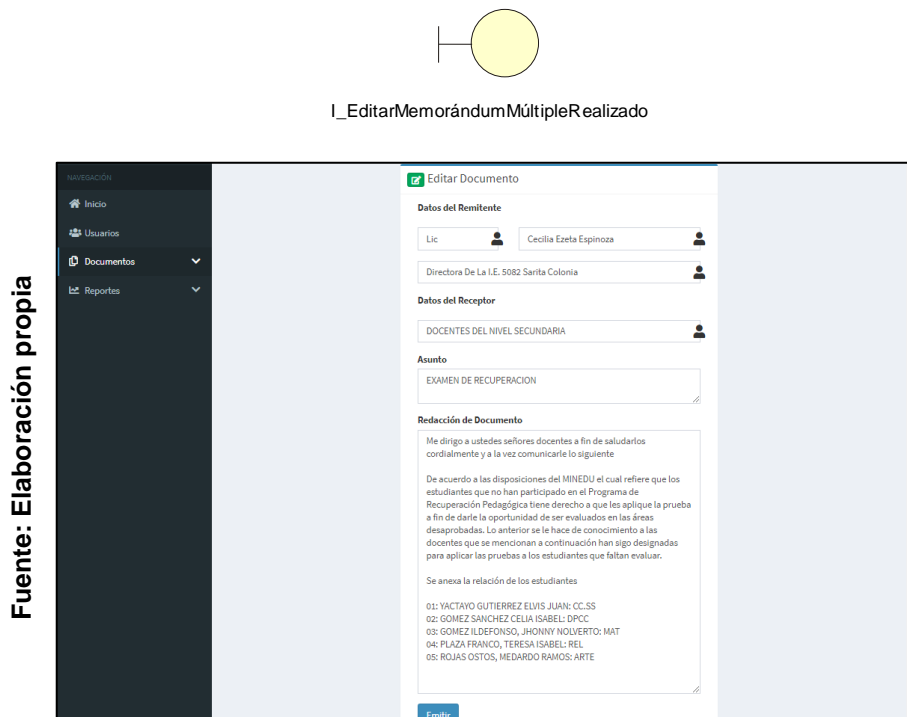 I_EditarMemorándumMúltipleRealizado
Fuente: Elaboración propia
NAVEGACIÓN
Inicio
Usuarios
Documentos
Reportes
Editar Documento
Datos del Remitente
Lic
Cecilia Ezeta Espinoza
Directora De La I.E. 5082 Sarita Colonia
Datos del Receptor
DOCENTES DEL NIVEL SECUNDARIA
Asunto
EXAMEN DE RECUPERACION
Redacción de Documento
Me dirigo a ustedes señores docentes a fin de saludarlos
cordialmente y a la vez comunicarle lo siguiente
De acuerdo a las disposiciones del MINEDU el cual refiere que los
estudiantes que no han participado en el Programa de
Recuperación Pedagógica tiene derecho a que les aplique la prueba
a fin de darle la oportunidad de ser evaluados en las áreas
desaprobadas. Lo anterior se le hace de conocimiento a las
docentes que se mencionan a continuación han sigo designadas
para aplicar las pruebas a los estudiantes que faltan evaluar.
Se anexa la relación de los estudiantes
01: YACTAYO GUTIERREZ ELVIS JUAN: CC.SS
02: GOMEZ SANCHEZ CELIA ISABEL: DPCC
03: GOMEZ ILDEFONSO, JHONNY NOLVERTO: MAT
04: PLAZA FRANCO, TERESA ISABEL: REL
05: ROJAS OSTOS, MEDARDO RAMOS: ARTE
Emitir